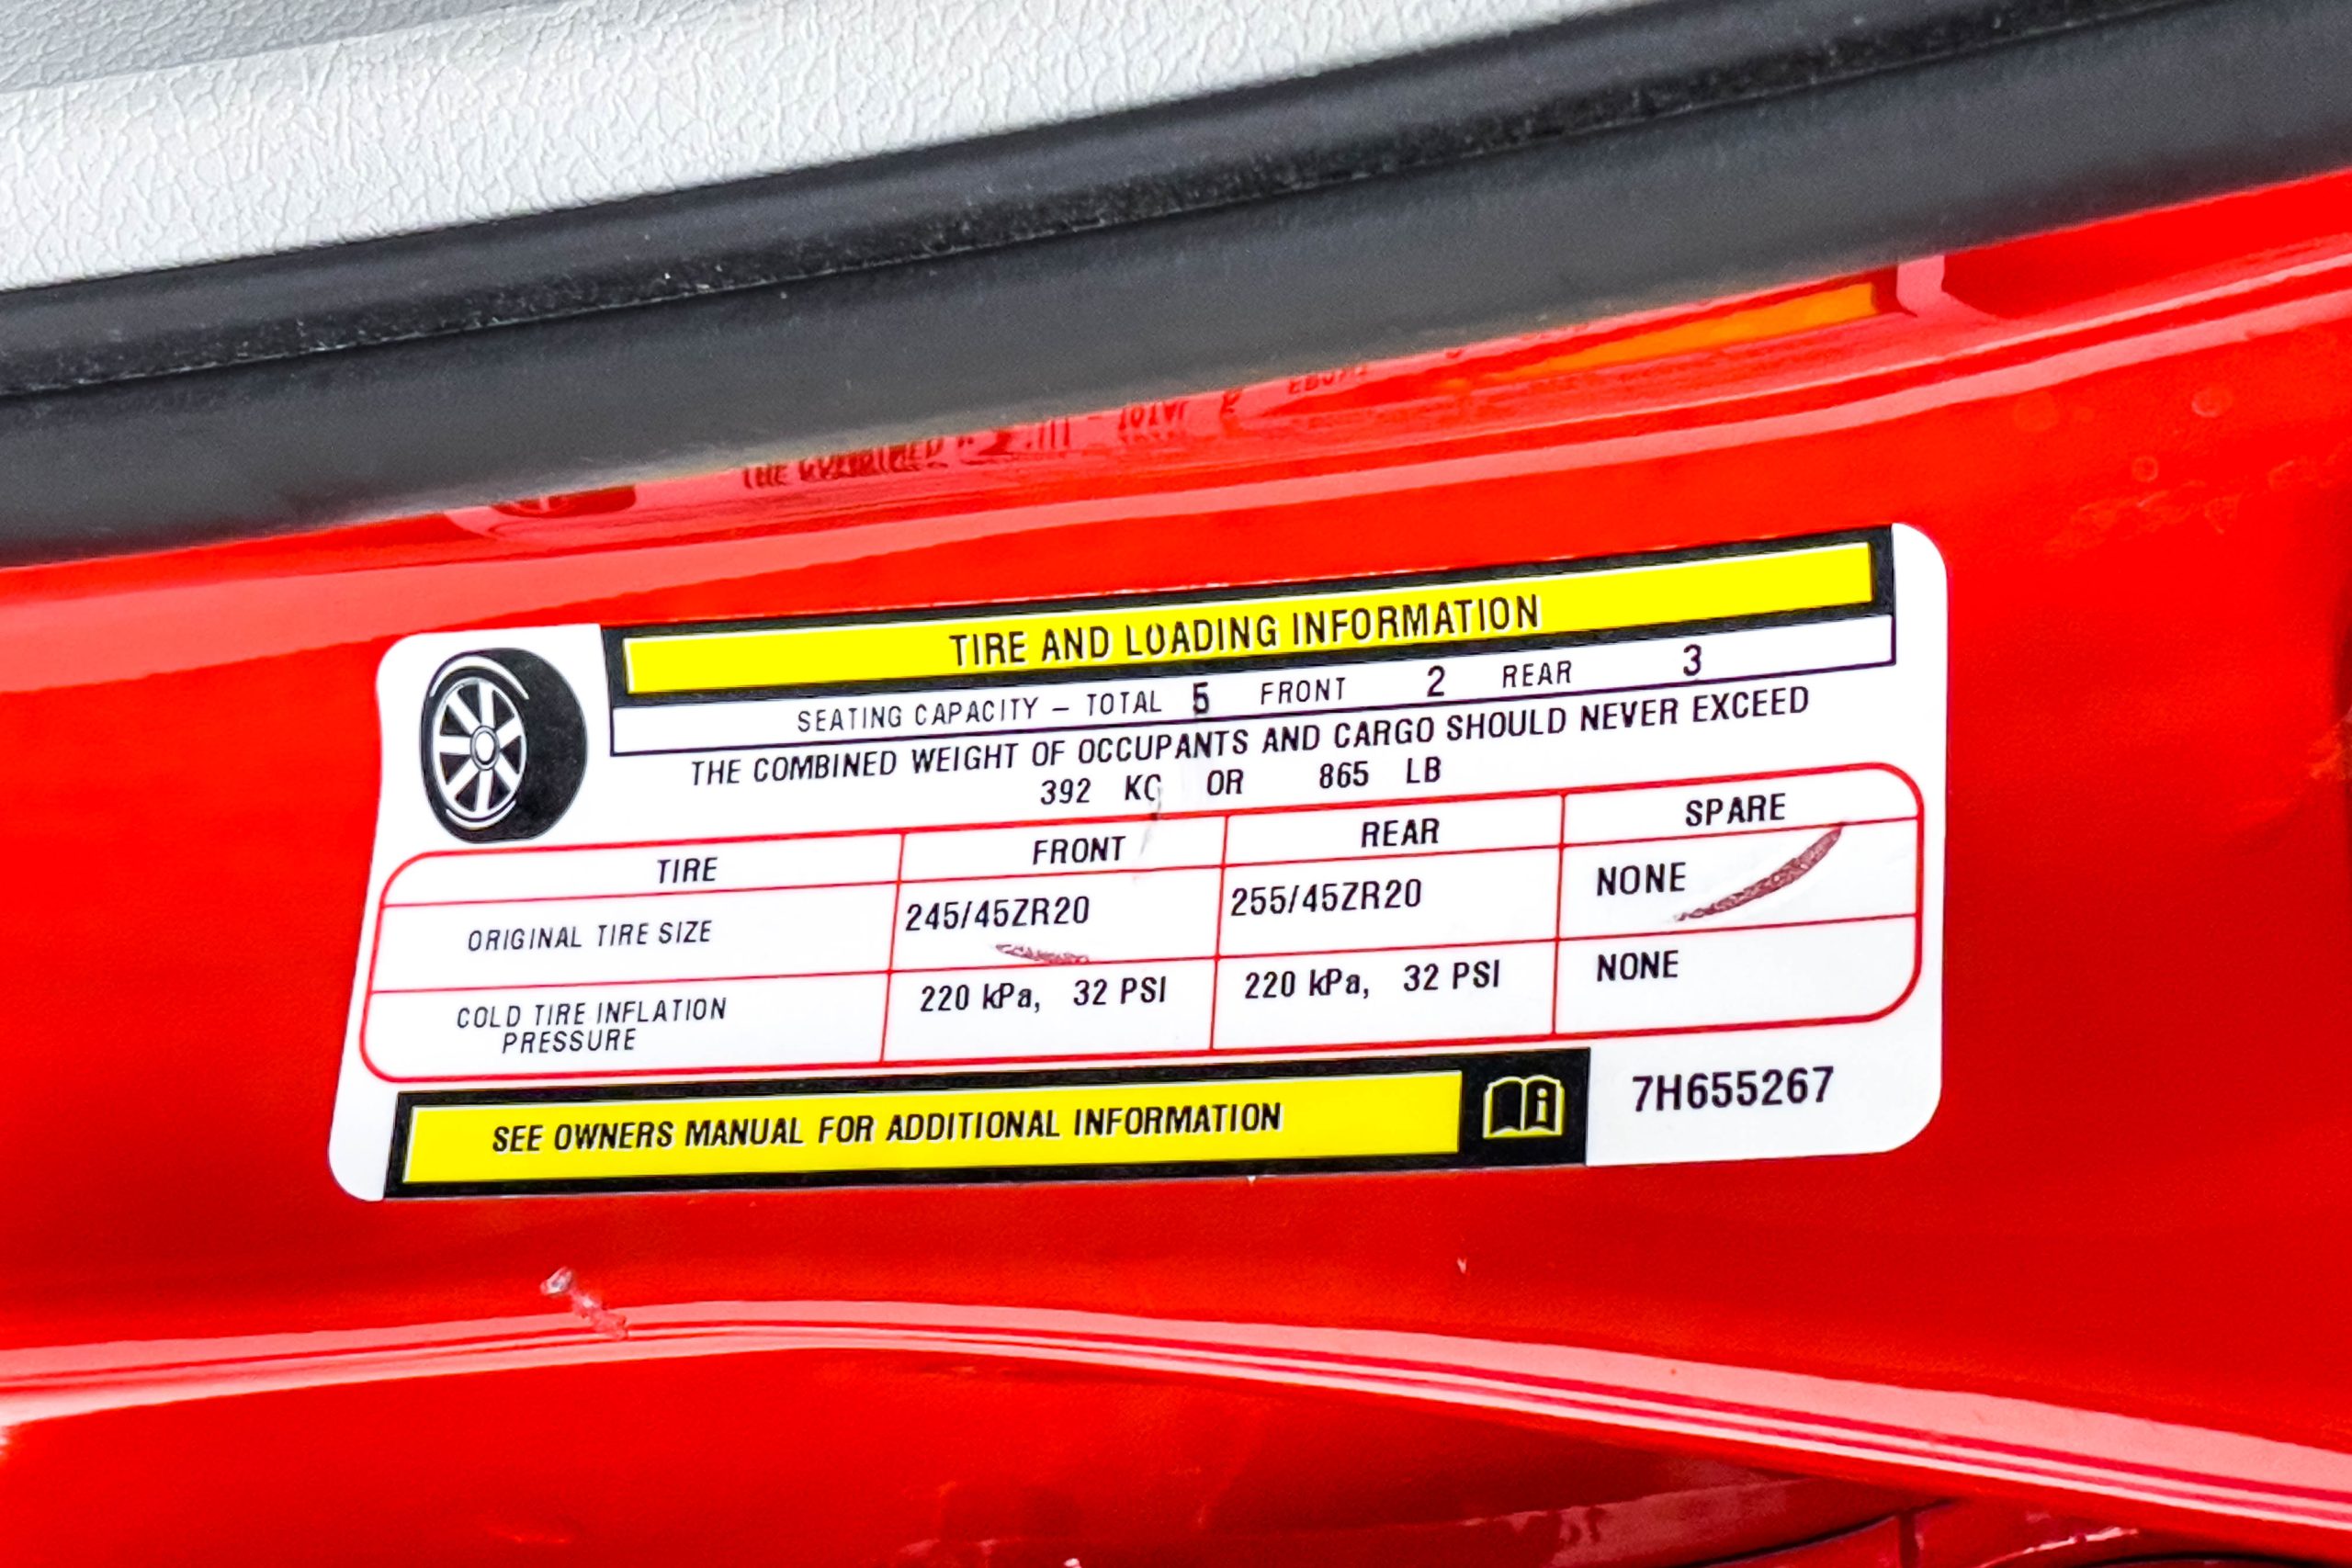 TIRE AND LOADING INFORMATION
SEATING CAPACITY – TOTAL 5 FRONT 2 REAR 3
THE COMBINED WEIGHT OF OCCUPANTS AND CARGO SHOULD NEVER EXCEED
392 KG OR 865 LB
TIRE FRONT REAR SPARE
ORIGINAL TIRE SIZE 245/45ZR20 255/45ZR20 NONE
COLD TIRE INFLATION PRESSURE 220 kPa, 32 PSI 220 kPa, 32 PSI NONE
SEE OWNERS MANUAL FOR ADDITIONAL INFORMATION
7H655267